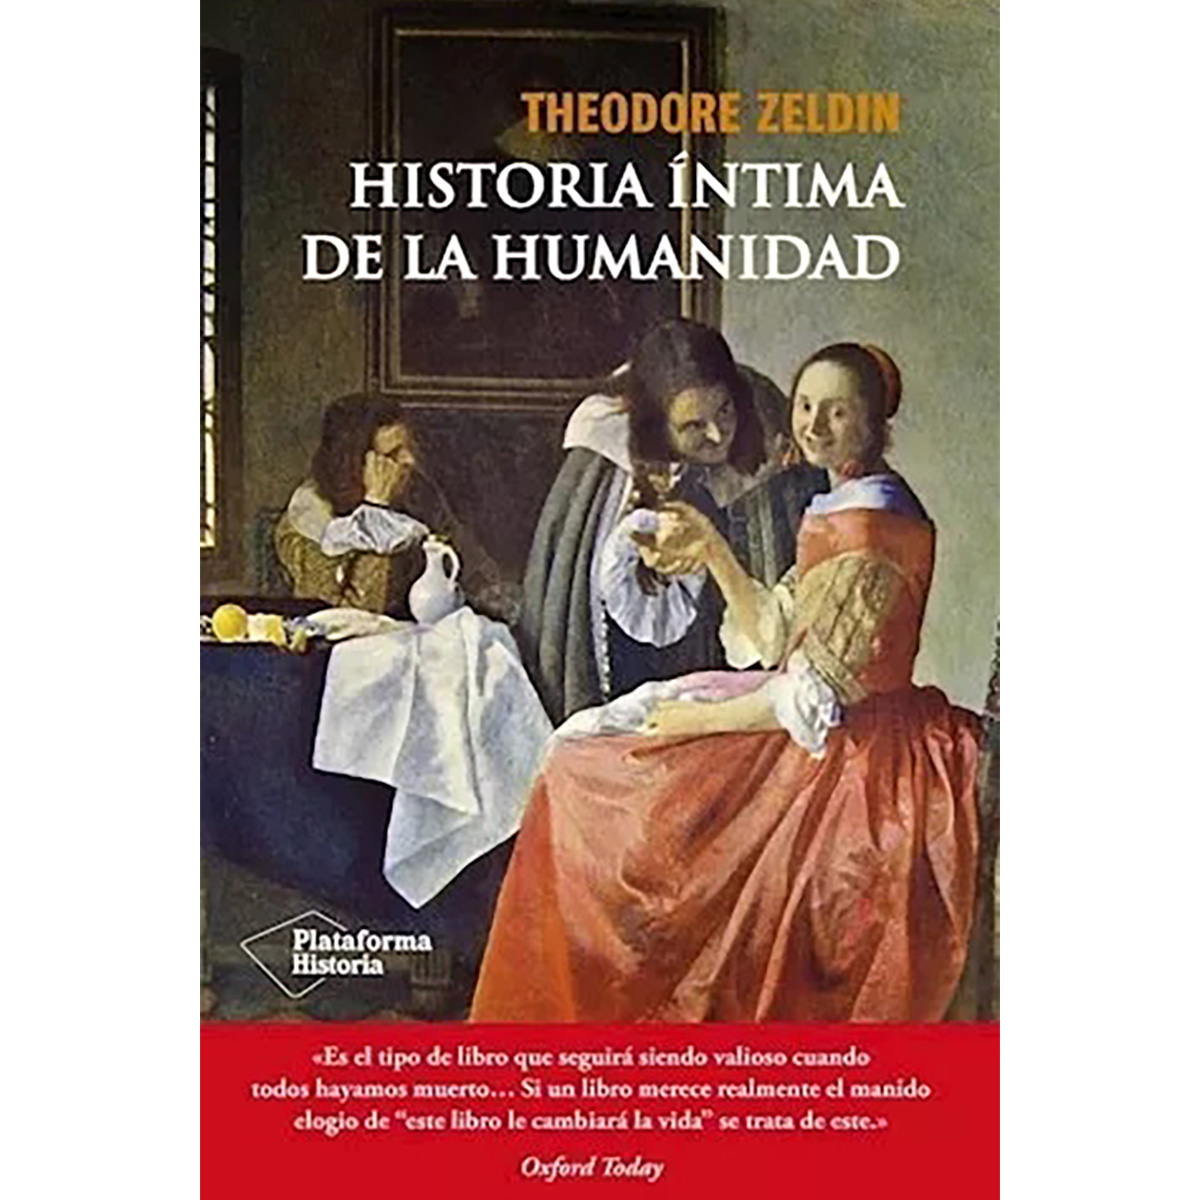 THEODORE ZELDIN
HISTORIA ÍNTIMA
DE LA HUMANIDAD
Plataforma
Historia
«Es el tipo de libro que seguirá siendo valioso cuando
todos hayamos muerto… Si un libro merece realmente el manido
elogio de “este libro le cambiará la vida” se trata de este.»
Oxford Today